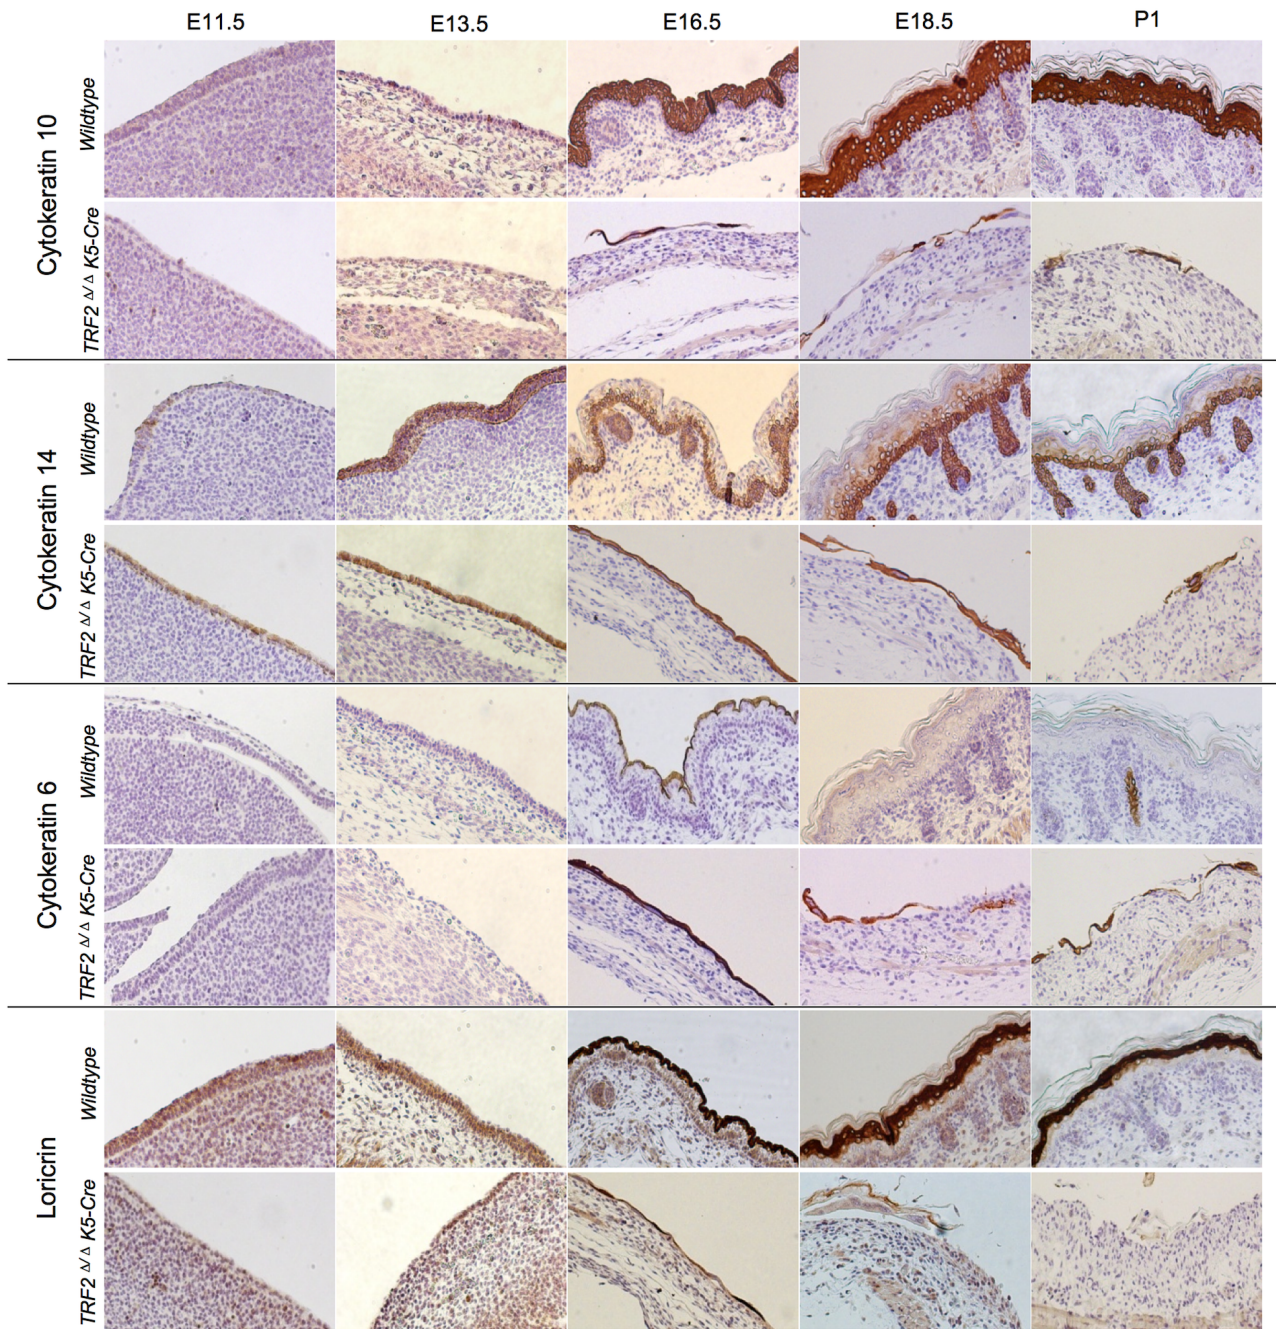 E11.5 E13.5 E16.5 E18.5 P1
Cytokeratin 10
Wildtype
TRF2 Δ/Δ K5-Cre
Cytokeratin 14
Wildtype
TRF2 Δ/Δ K5-Cre
Cytokeratin 6
Wildtype
TRF2 Δ/Δ K5-Cre
Loricrin
Wildtype
TRF2 Δ/Δ K5-Cre